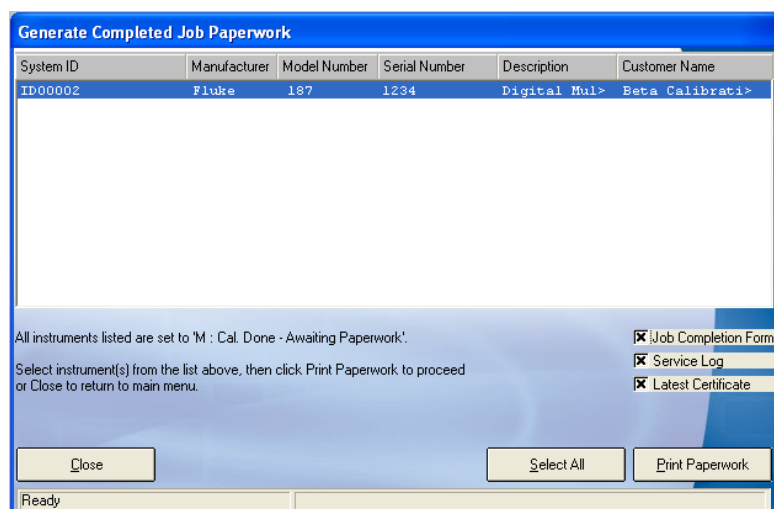 Generate Completed Job Paperwork
System ID Manufacturer Model Number Serial Number Description Customer Name
ID00002 Fluke 187 1234 Digital Mul> Beta Calibrati>
All instruments listed are set to 'M : Cal. Done - Awaiting Paperwork'.
Select instrument(s) from the list above, then click Print Paperwork to proceed
or Close to return to main menu.
Job Completion Form
Service Log
Latest Certificate
Close Select All Print Paperwork
Ready